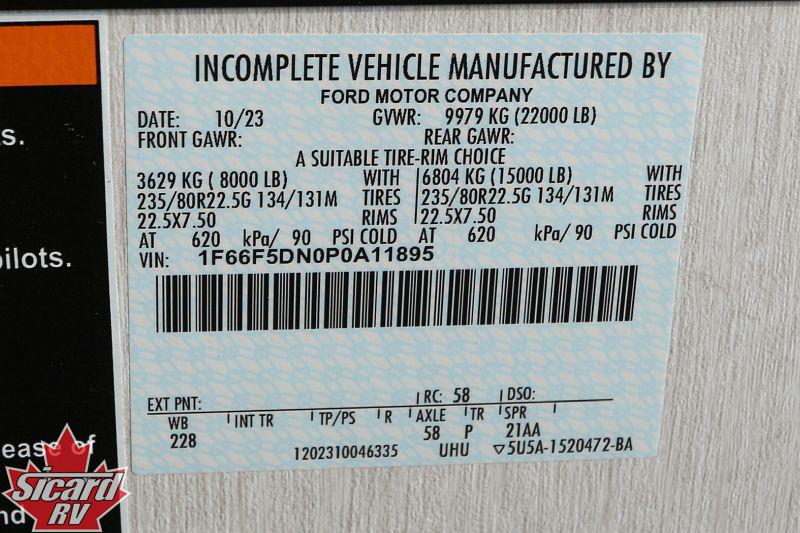 INCOMPLETE VEHICLE MANUFACTURED BY
FORD MOTOR COMPANY
DATE: 10/23 GVWR: 9979 KG (22000 LB)
FRONT GAWR: REAR GAWR:
A SUITABLE TIRE-RIM CHOICE
3629 KG ( 8000 LB) WITH 6804 KG (15000 LB) WITH
235/80R22.5G 134/131M TIRES 235/80R22.5G 134/131M TIRES
22.5X7.50 RIMS 22.5X7.50 RIMS
AT 620 kPa/ 90 PSI COLD AT 620 kPa/ 90 PSI COLD
VIN: 1F66F5DN0P0A11895
EXT PNT: RC: 58 DSO:
WB INT TR TP/PS R AXLE TR SPR
228 58 P 21AA
1202310046335 UHU ▽5U5A-1520472-BA
s.
pilots.
ease of
nd
Sicard
RV